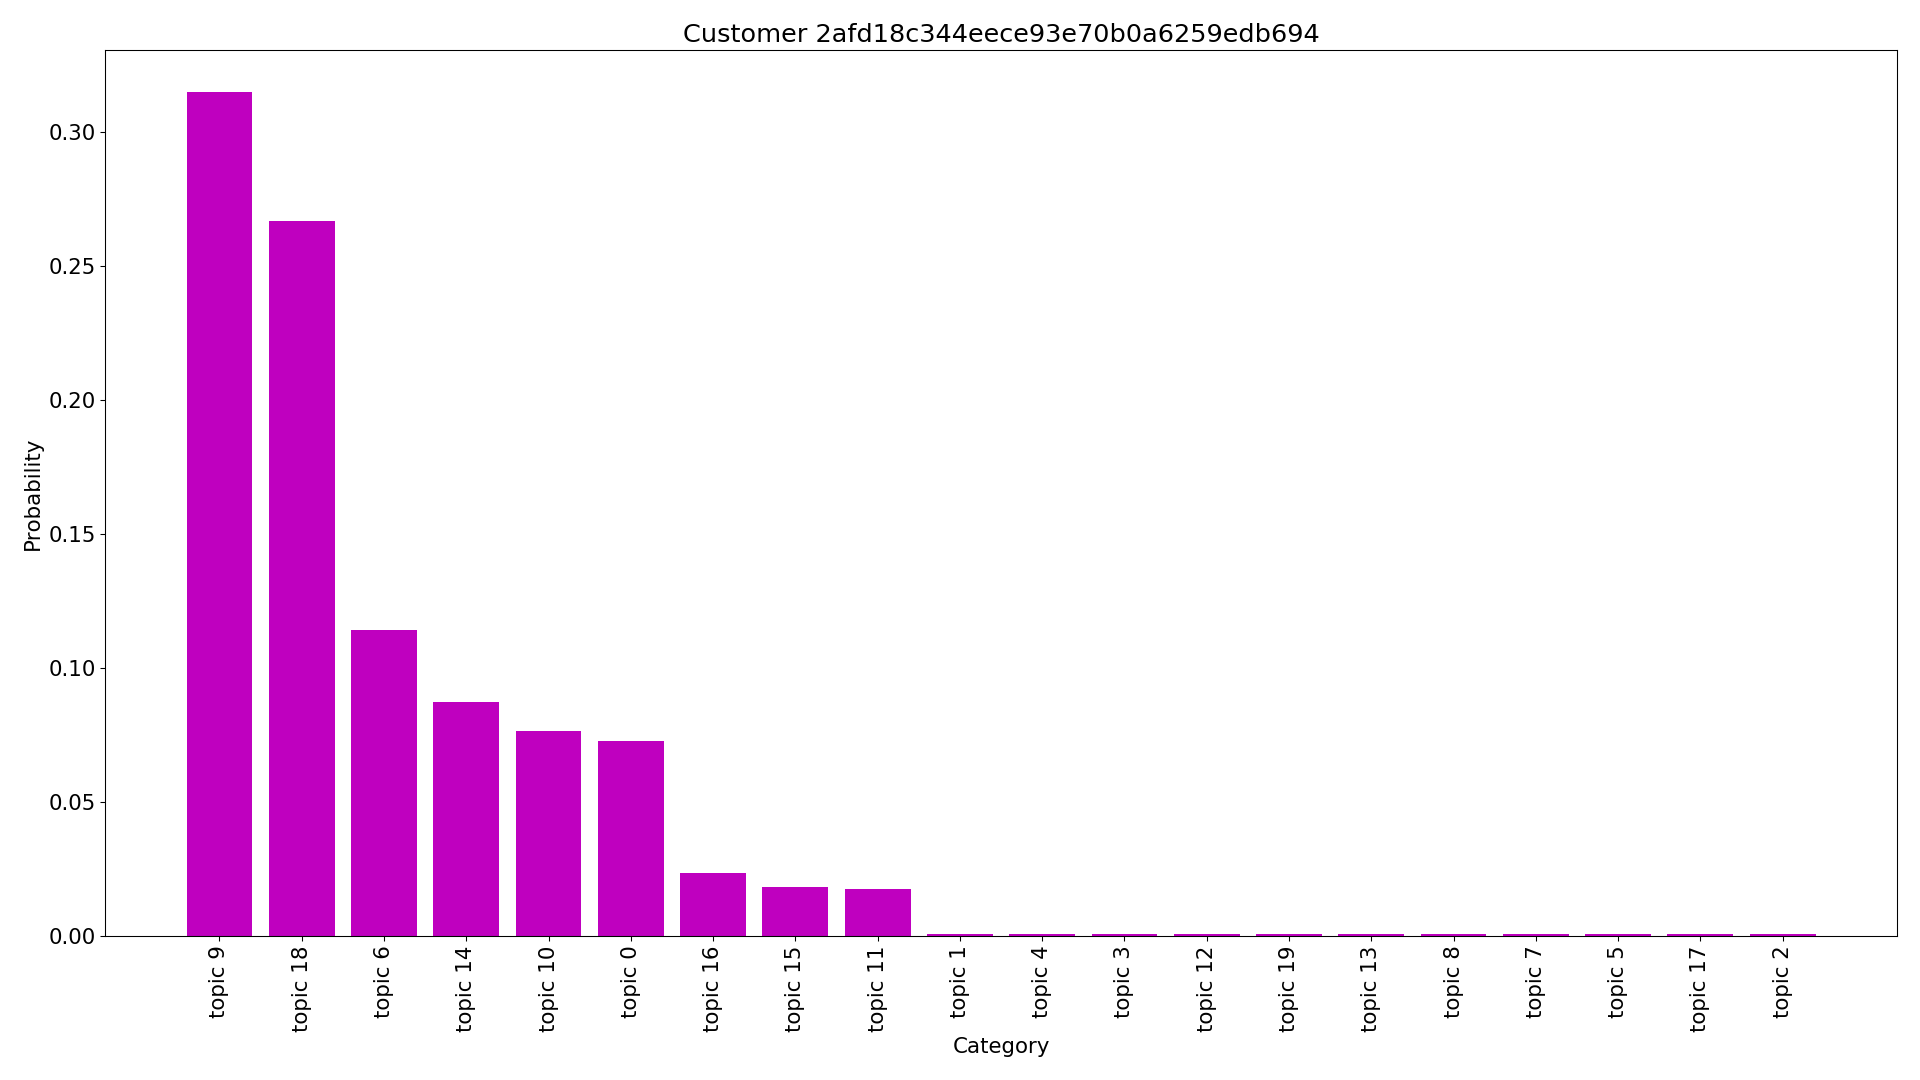 Customer 2afd18c344eece93e70b0a6259edb694
Probability
0.30
0.25
0.20
0.15
0.10
0.05
0.00
topic 9
topic 18
topic 6
topic 14
topic 10
topic 0
topic 16
topic 15
topic 11
topic 1
topic 4
topic 3
topic 12
topic 19
topic 13
topic 8
topic 7
topic 5
topic 17
topic 2
Category